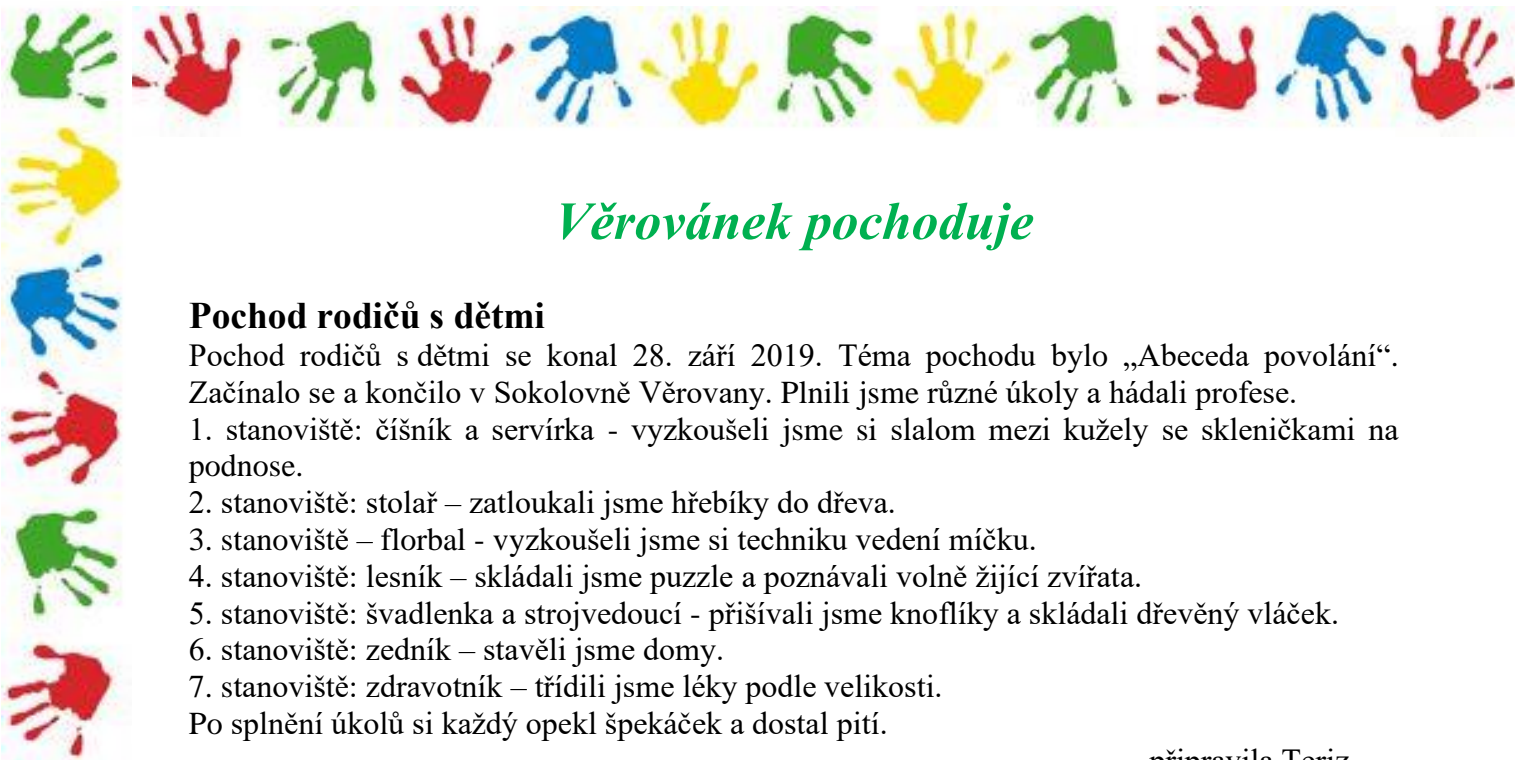 Věrovánek pochoduje
Pochod rodičů s dětmi
Pochod rodičů s dětmi se konal 28. září 2019. Téma pochodu bylo „Abeceda povolání“.
Začínalo se a končilo v Sokolovně Věrovany. Plnili jsme různé úkoly a hádali profese.
1. stanoviště: číšník a servírka - vyzkoušeli jsme si slalom mezi kužely se skleničkami na
podnose.
2. stanoviště: stolař – zatloukali jsme hřebíky do dřeva.
3. stanoviště – florbal - vyzkoušeli jsme si techniku vedení míčku.
4. stanoviště: lesník – skládali jsme puzzle a poznávali volně žijící zvířata.
5. stanoviště: švadlenka a strojvedoucí - přišívali jsme knoflíky a skládali dřevěný vláček.
6. stanoviště: zedník – stavěli jsme domy.
7. stanoviště: zdravotník – třídili jsme léky podle velikosti.
Po splnění úkolů si každý opekl špekáček a dostal pití.
připravila